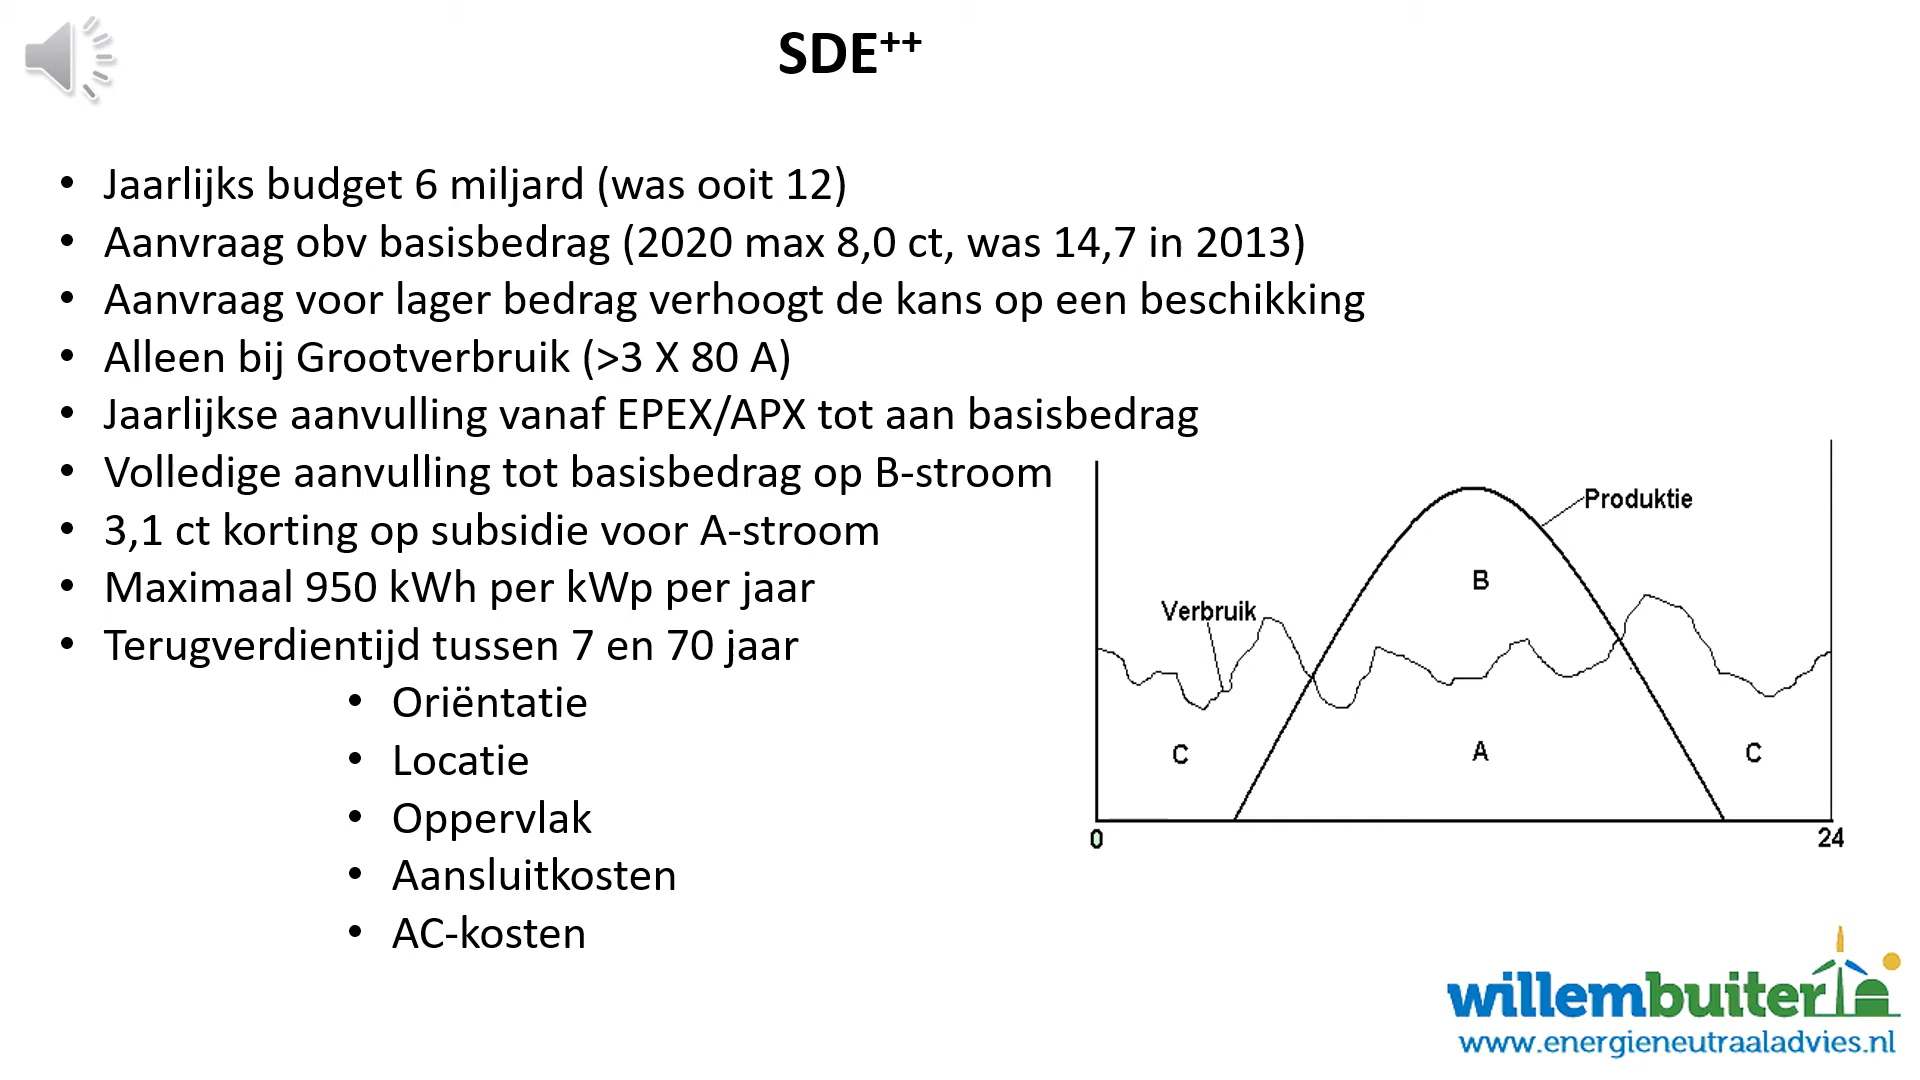 SDE++
• Jaarlijks budget 6 miljard (was ooit 12)
• Aanvraag obv basisbedrag (2020 max 8,0 ct, was 14,7 in 2013)
• Aanvraag voor lager bedrag verhoogt de kans op een beschikking
• Alleen bij Grootverbruik (>3 X 80 A)
• Jaarlijkse aanvulling vanaf EPEX/APX tot aan basisbedrag
• Volledige aanvulling tot basisbedrag op B-stroom
• 3,1 ct korting op subsidie voor A-stroom
• Maximaal 950 kWh per kWp per jaar
• Terugverdientijd tussen 7 en 70 jaar
• Oriëntatie
• Locatie
• Oppervlak
• Aansluitkosten
• AC-kosten
Produktie
B
Verbruik
C
A
C
0
24
willembuiter
www.energieneutraaladvies.nl